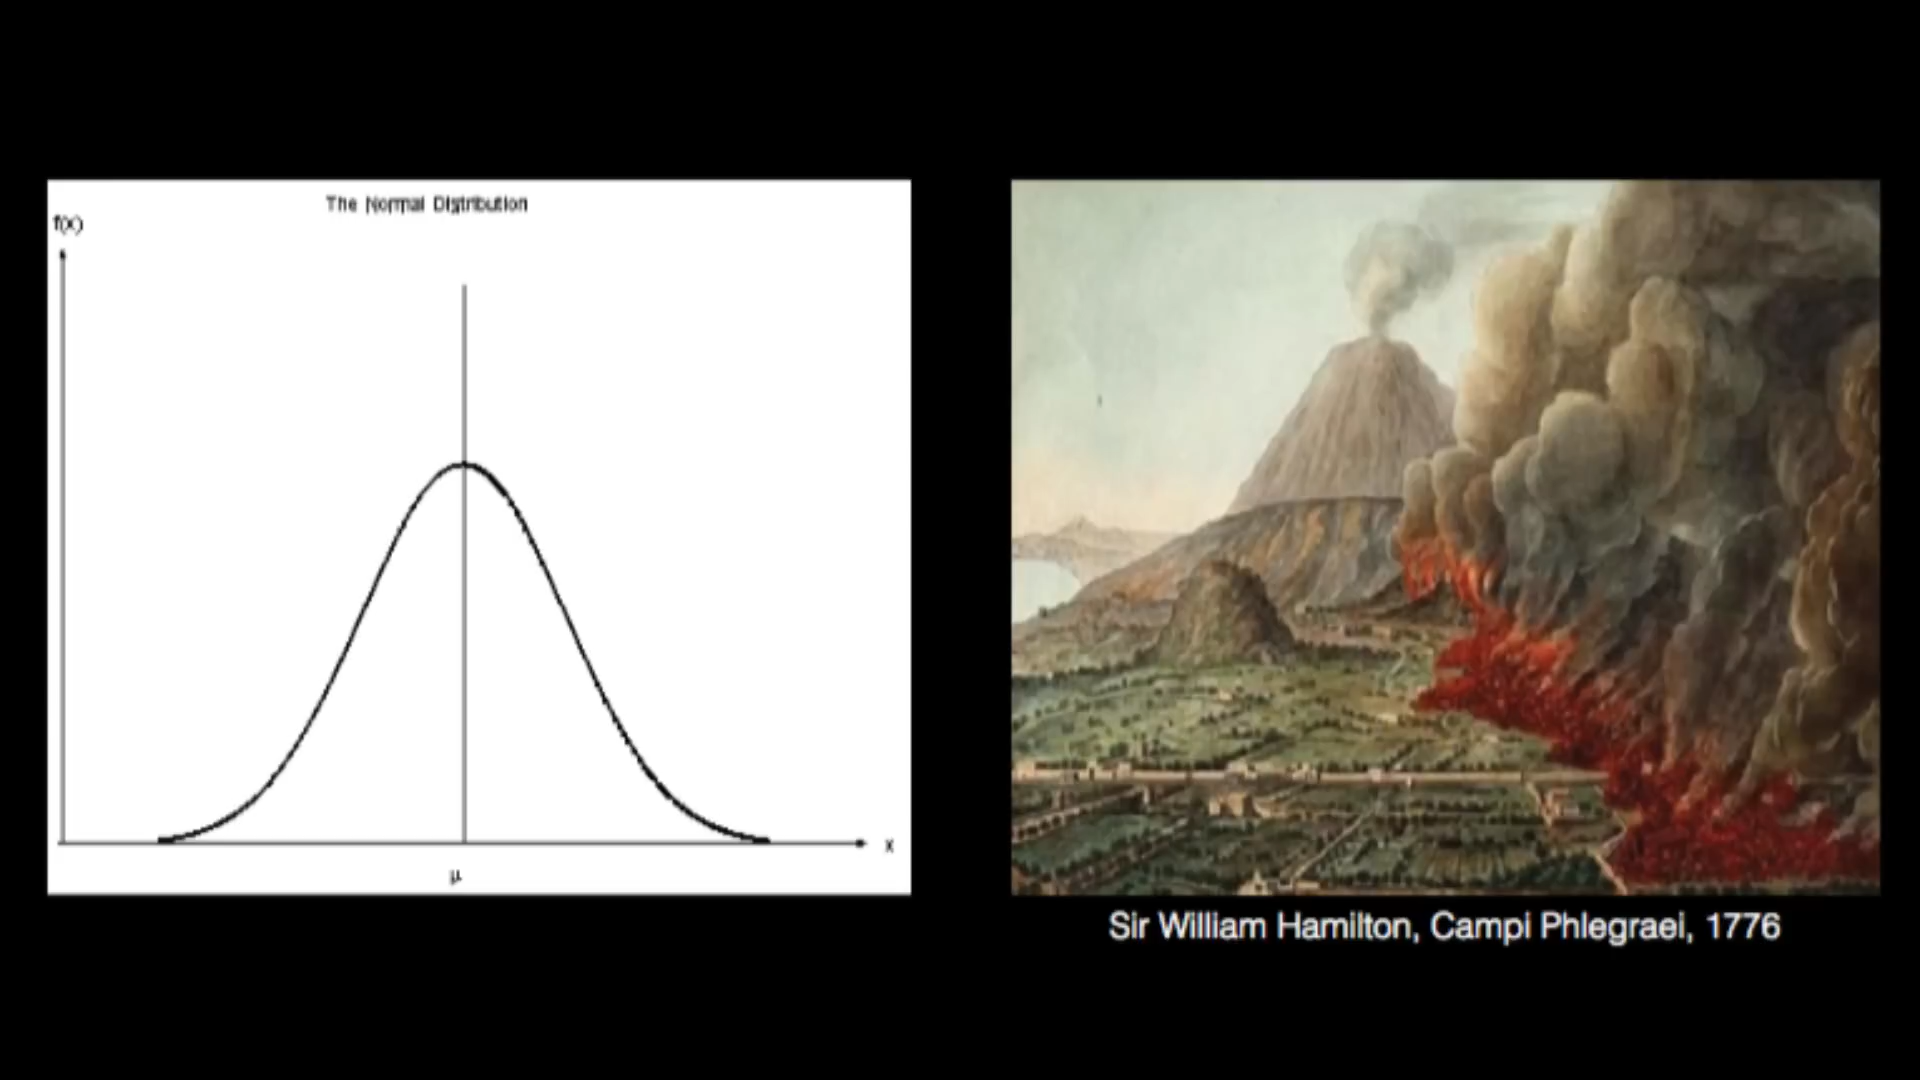 The Normal Distribution
f(x)
x
μ
Sir William Hamilton, Campi Phlegraei, 1776